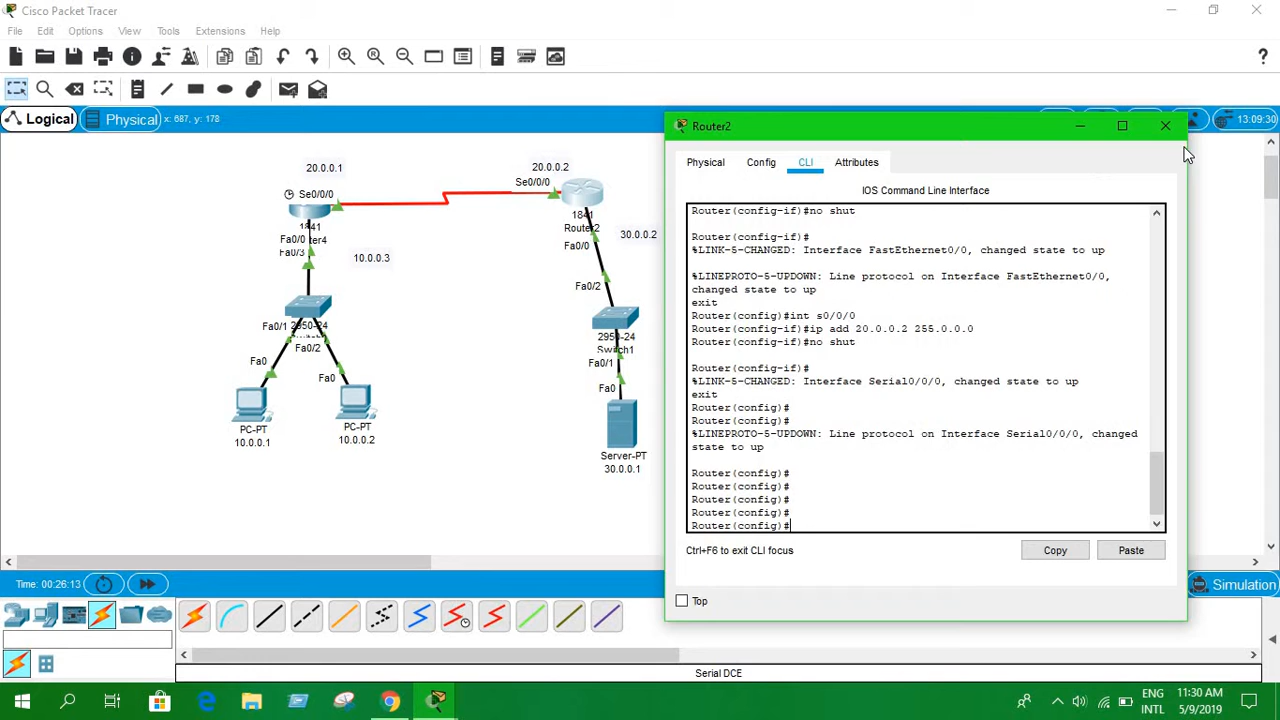 Cisco Packet Tracer
File Edit Options View Tools Extensions Help
?
Logical
Physical
x: 687, y: 178
13:09:30
20.0.0.1
Se0/0/0
1841
Fa0/0
Fa0/3
10.0.0.3
20.0.0.2
Se0/0/0
1841
Router2
Fa0/0
30.0.0.2
Fa0/2
Fa0/1
2950-24
Fa0/2
Fa0
Fa0
PC-PT
10.0.0.1
PC-PT
10.0.0.2
2950-24
Switch1
Fa0/1
Fa0
Server-PT
30.0.0.1
Router2
Physical Config CLI Attributes
IOS Command Line Interface
Router(config-if)#no shut
Router(config-if)#
%LINK-5-CHANGED: Interface FastEthernet0/0, changed state to up
%LINEPROTO-5-UPDOWN: Line protocol on Interface FastEthernet0/0,
changed state to up
exit
Router(config)#int s0/0/0
Router(config-if)#ip add 20.0.0.2 255.0.0.0
Router(config-if)#no shut
Router(config-if)#
%LINK-5-CHANGED: Interface Serial0/0/0, changed state to up
exit
Router(config)#
Router(config)#
%LINEPROTO-5-UPDOWN: Line protocol on Interface Serial0/0/0, changed
state to up
Router(config)#
Router(config)#
Router(config)#
Router(config)#
Router(config)#
Ctrl+F6 to exit CLI focus
Copy
Paste
Top
Time: 00:26:13
Simulation
Serial DCE
ENG
INTL
11:30 AM
5/9/2019